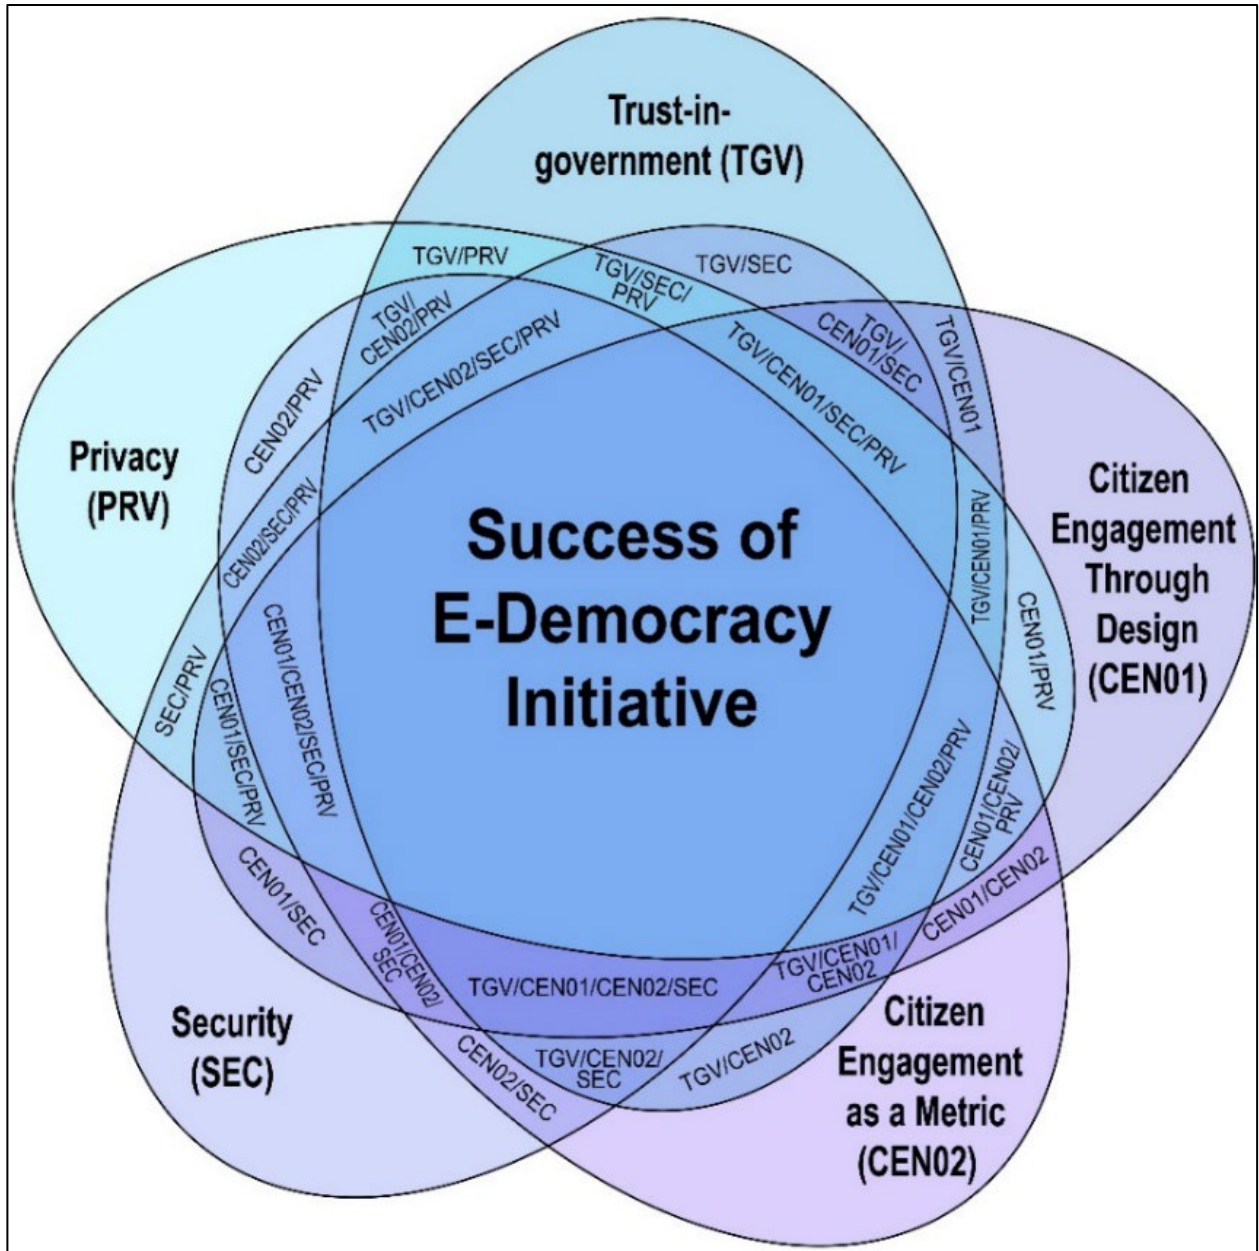 Trust-in-
government (TGV)
TGV/PRV
TGV/SEC/
PRV
TGV/SEC
TGV/
CEN02/PRV
TGV/CEN02/SEC/PRV
TGV/CEN01/SEC/PRV
TGV/
CEN01/SEC
TGV/CEN01
CEN02/PRV
Privacy
(PRV)
CEN02/SEC/PRV
Success of
E-Democracy
Initiative
TGV/CEN01/PRV
Citizen
Engagement
Through
Design
(CEN01)
CEN01/PRV
SEC/PRV
CEN01/SEC/PRV
CEN01/CEN02/SEC/PRV
TGV/CEN01/CEN02/PRV
CEN01/CEN02/
PRV
CEN01/SEC
CEN01/CEN02/
SEC
TGV/CEN01/CEN02/SEC
TGV/CEN01/
CEN02
CEN01/CEN02
Security
(SEC)
CEN02/SEC
TGV/CEN02/
SEC
TGV/CEN02
Citizen
Engagement
as a Metric
(CEN02)